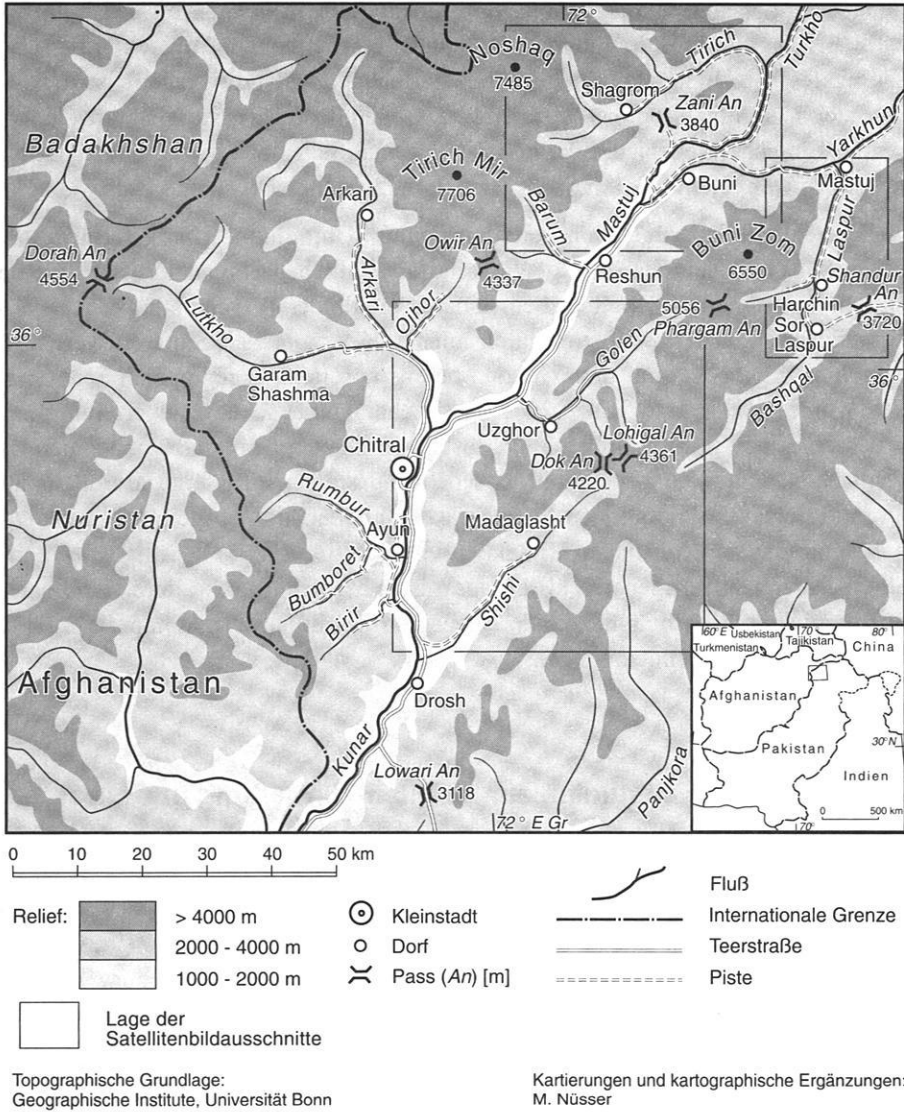 72°
Noshaq
7485
Tirich
Turkho
Shagrom
Zani An
3840
Badakhshan
Tirich Mir
7706
Yarkhun
Buni
Mastuj
Arkari
Barum
Mastuj
Laspur
Dorah An
4554
Owir An
4337
Buni Zom
6550
Reshun
Arkari
Shandur
An
3720
Lutkho
Ojhor
5056
Phargam An
Harchin
Sor
Laspur
36°
Golen
Garam
Shashma
Bashqal
36°
Uzghor
Lohigal An
4361
Chitral
Dok An
4220
Rumbur
Nuristan
Ayun
Madaglasht
Bumboret
Shishi
Birir
Afghanistan
Drosh
Kunar
Lowari An
3118
Panjkora
72° E Gr
60° E
Usbekistan
70
80°
Tajikistan
Turkmenistan
China
Afghanistan
30°N
Pakistan
Indien
0 500 km
70°
0 10 20 30 40 50 km
Relief:
> 4000 m
2000 - 4000 m
1000 - 2000 m
Kleinstadt
Dorf
Pass (An) [m]
Fluß
Internationale Grenze
Teerstraße
Piste
Lage der
Satellitenbildausschnitte
Topographische Grundlage:
Geographische Institute, Universität Bonn
Kartierungen und kartographische Ergänzungen:
M. Nüsser